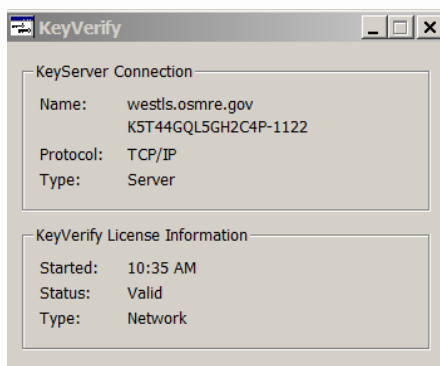 KeyVerify
KeyServer Connection
Name: westls.osmre.gov
K5T44GQL5GH2C4P-1122
Protocol: TCP/IP
Type: Server
KeyVerify License Information
Started: 10:35 AM
Status: Valid
Type: Network